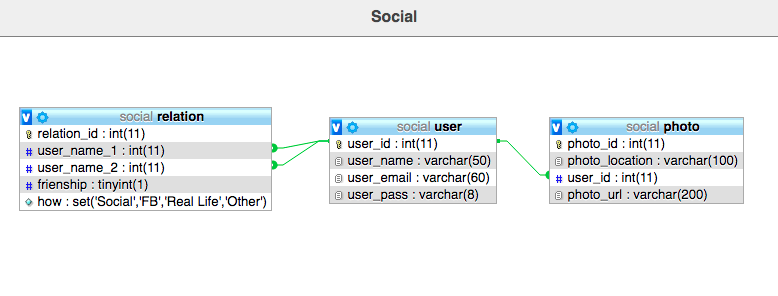 Social
social relation
relation_id : int(11)
user_name_1 : int(11)
user_name_2 : int(11)
frienship : tinyint(1)
how : set('Social','FB','Real Life','Other')
social user
user_id : int(11)
user_name : varchar(50)
user_email : varchar(60)
user_pass : varchar(8)
social photo
photo_id : int(11)
photo_location : varchar(100)
user_id : int(11)
photo_url : varchar(200)